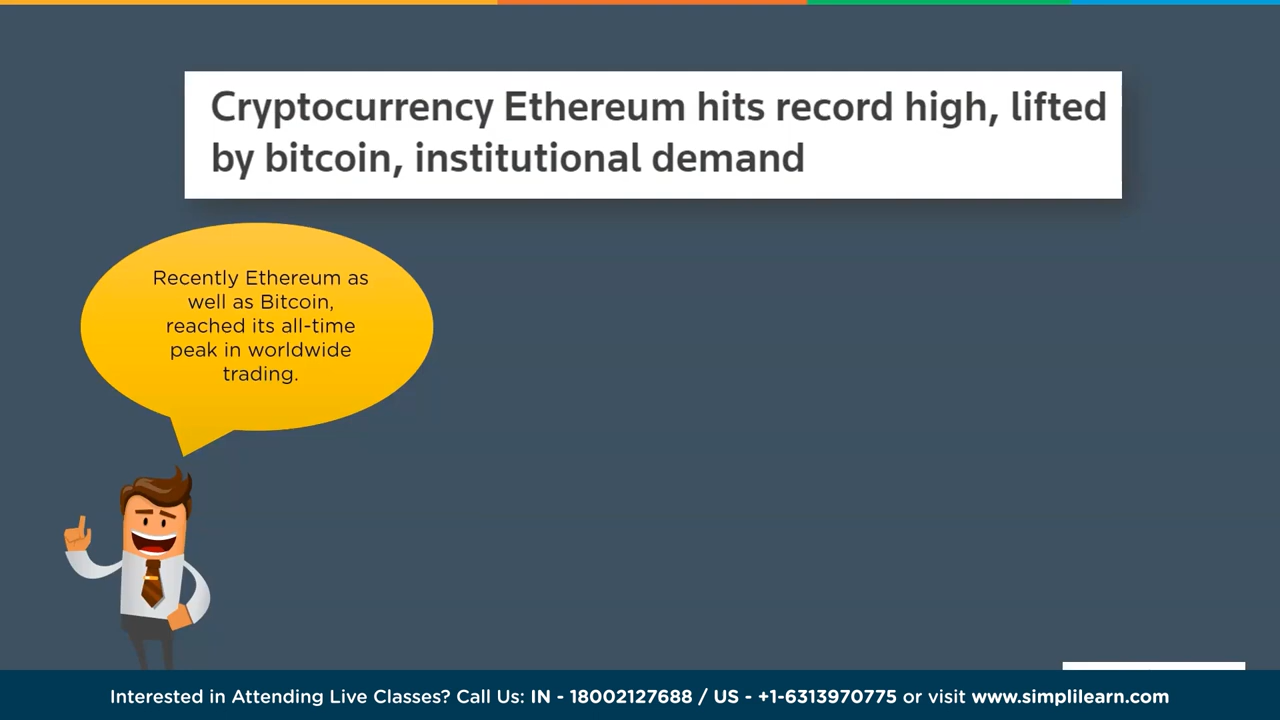 Cryptocurrency Ethereum hits record high, lifted
by bitcoin, institutional demand
Recently Ethereum as
well as Bitcoin,
reached its all-time
peak in worldwide
trading.
Interested in Attending Live Classes? Call Us: IN - 18002127688 / US - +1-6313970775 or visit www.simplilearn.com